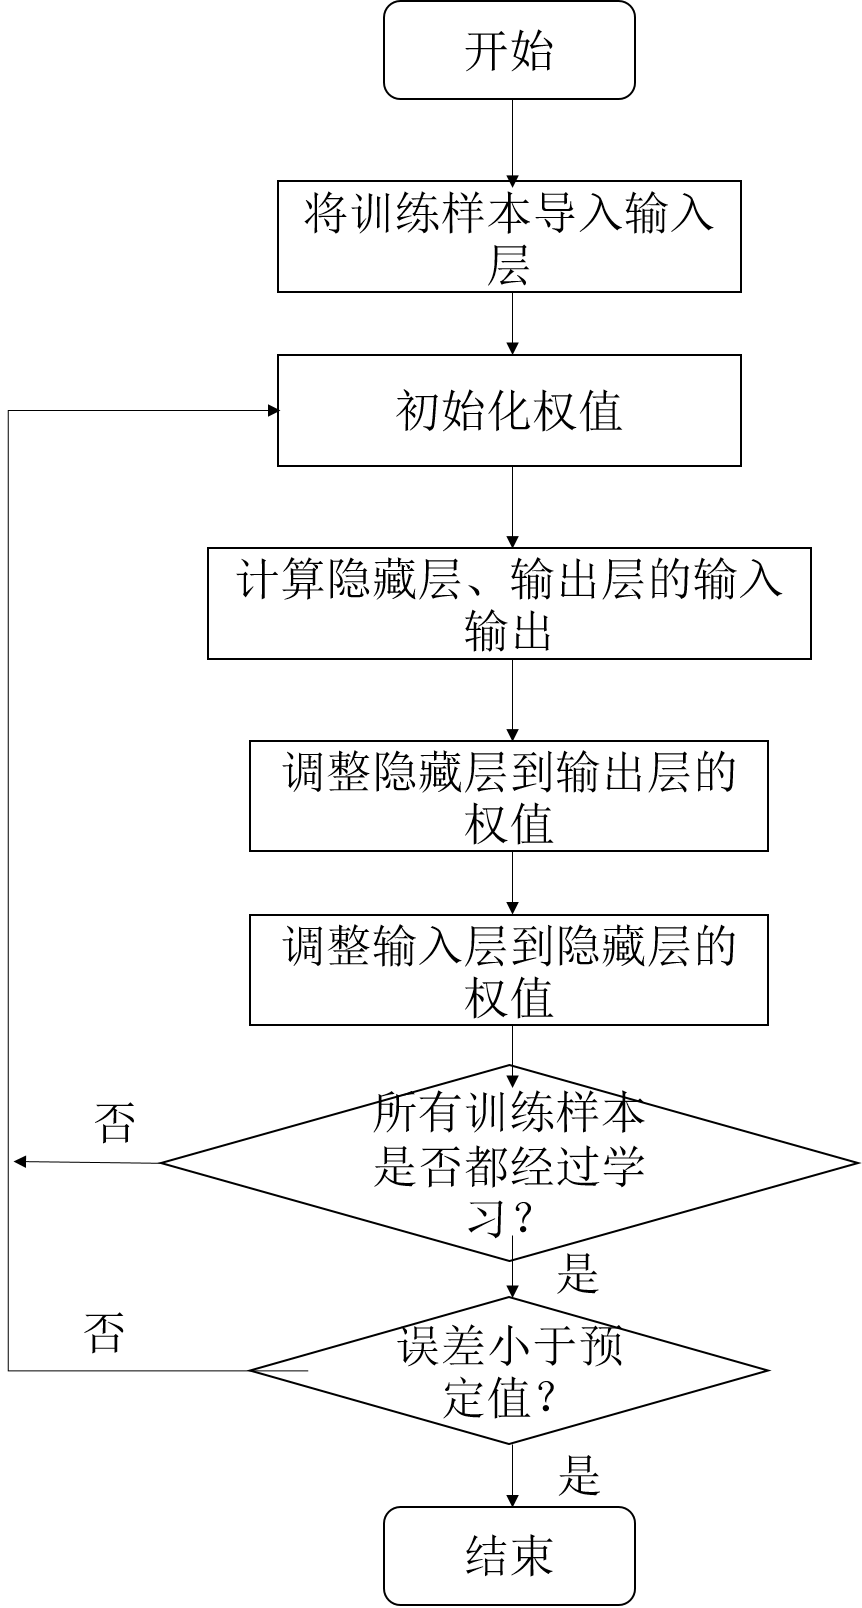 开始
将训练样本导入输入
层
初始化权值
计算隐藏层、输出层的输入
输出
调整隐藏层到输出层的
权值
调整输入层到隐藏层的
权值
所有训练样本
否
是否都经过学
习？
是
否
误差小于预
定值？
是
结束